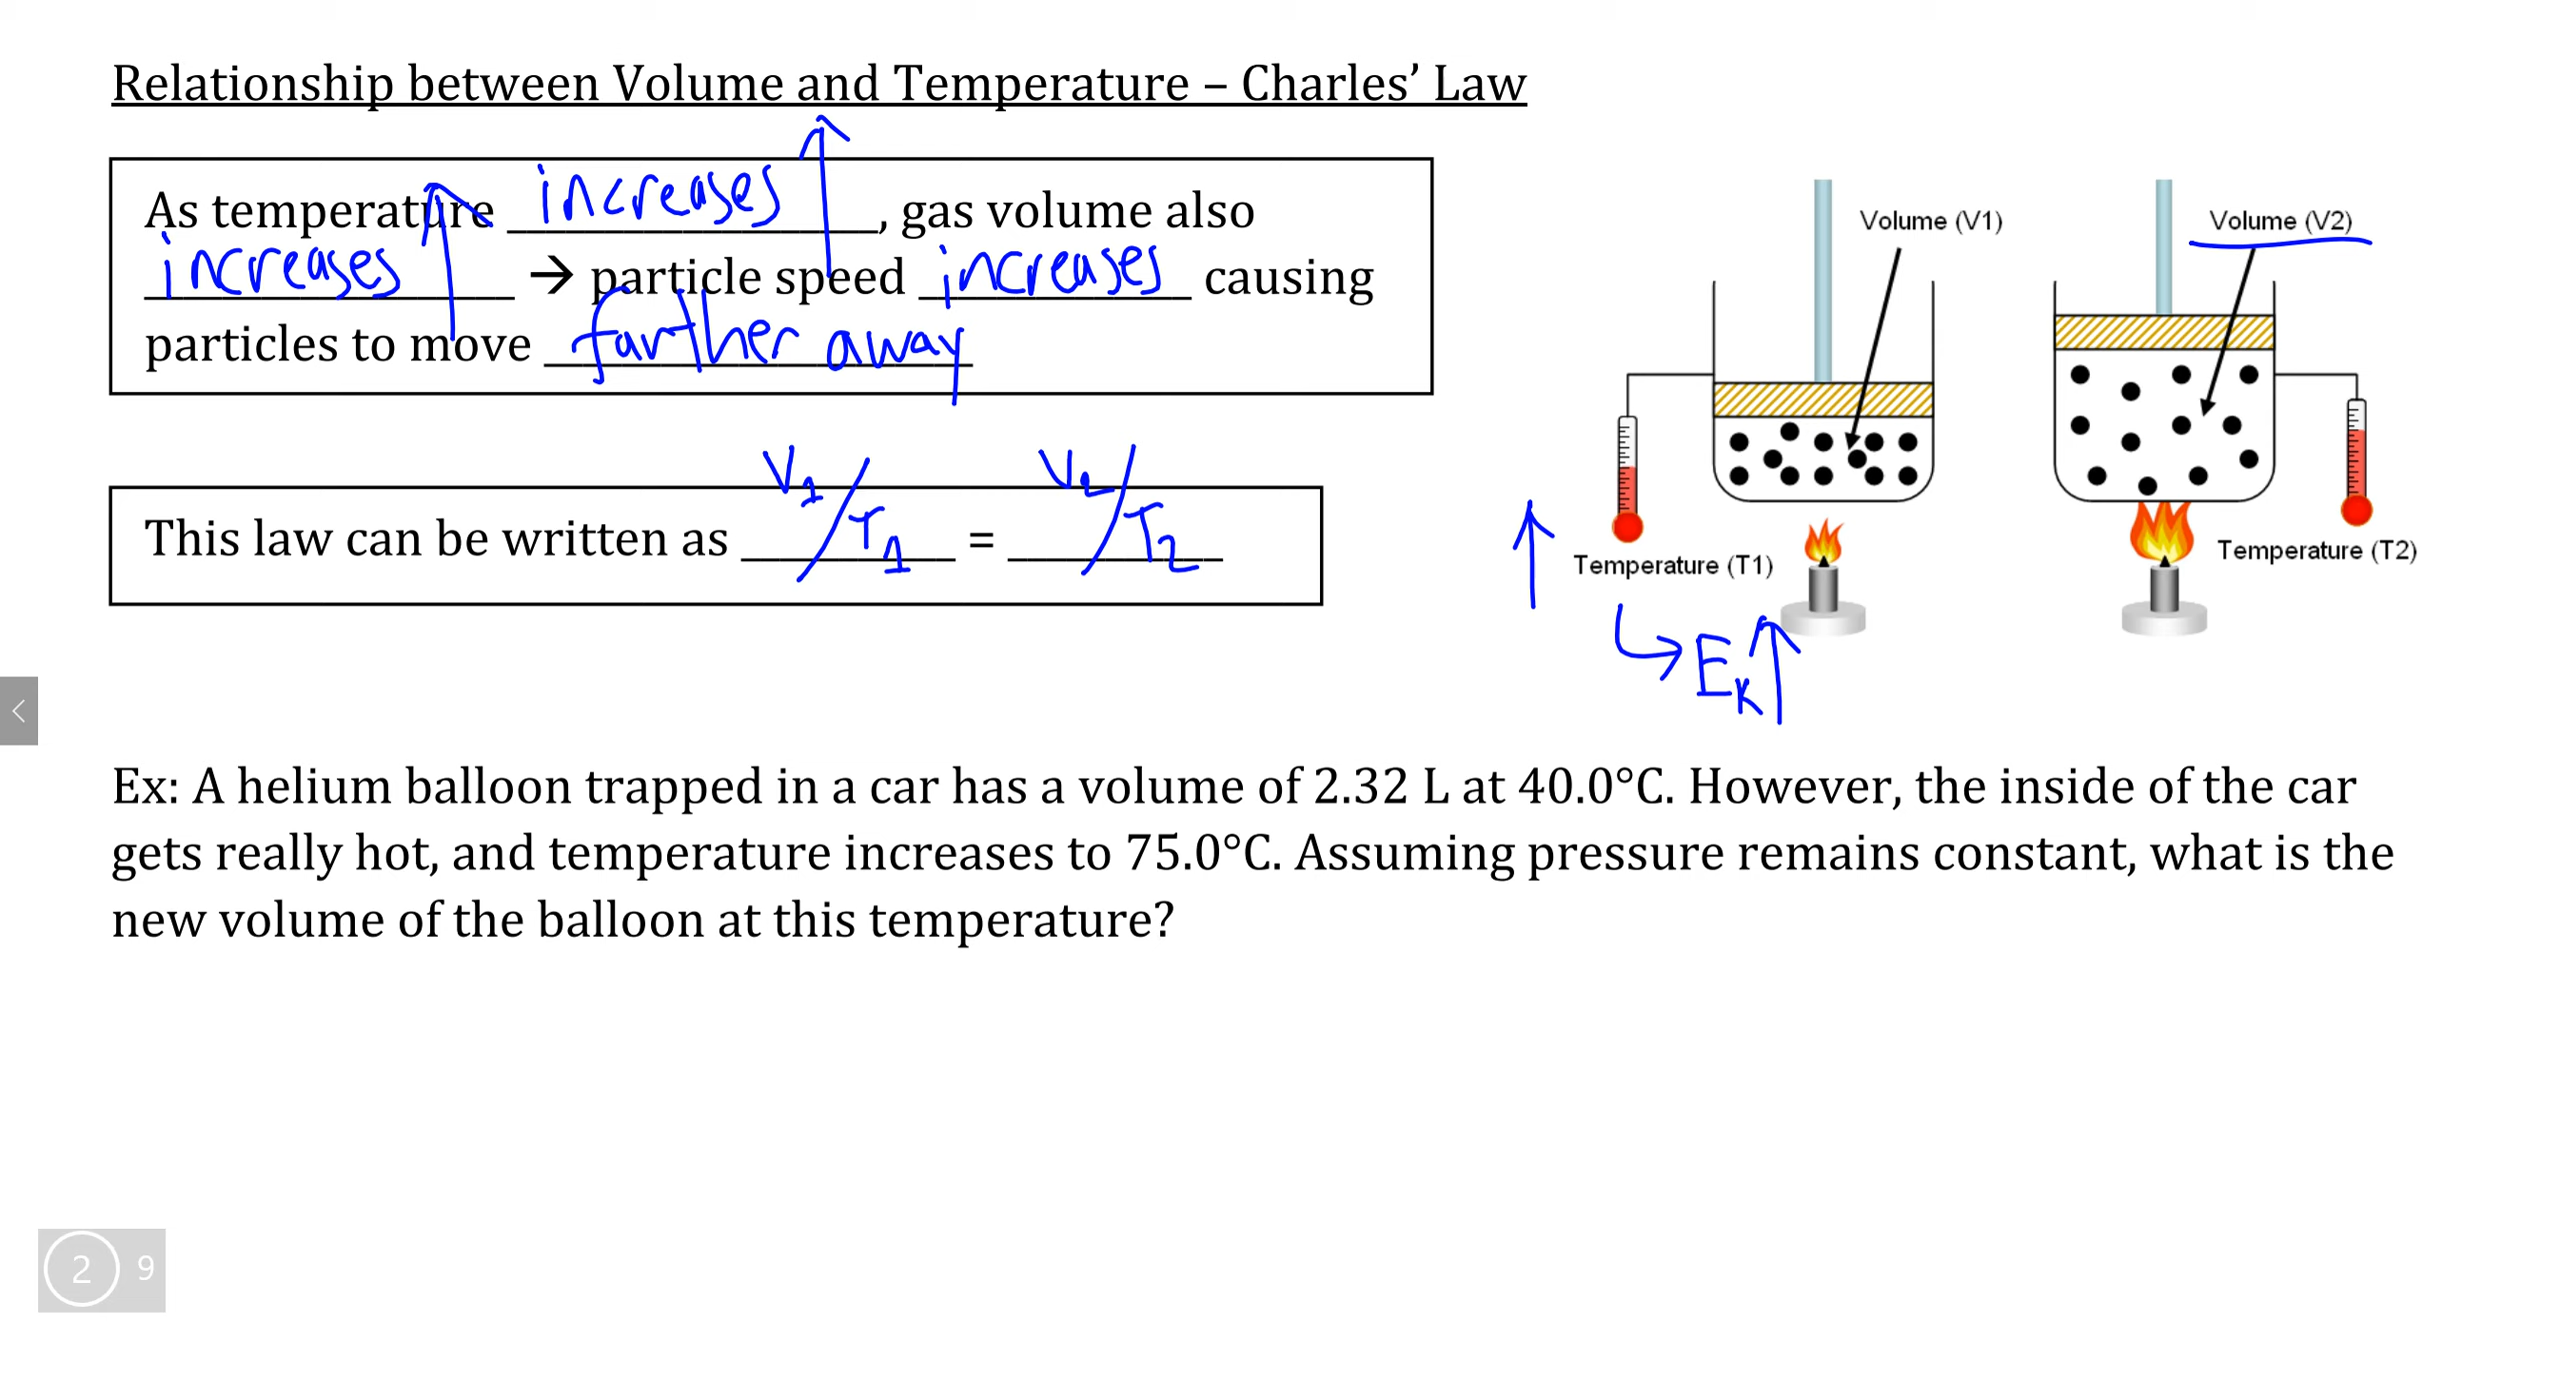 Relationship between Volume and Temperature – Charles’ Law
As temperature increases, gas volume also
increases → particle speed increases causing
particles to move farther away
This law can be written as V1/T1 = V2/T2
Volume (V1)
Volume (V2)
Temperature (T1)
Temperature (T2)
EK
Ex: A helium balloon trapped in a car has a volume of 2.32 L at 40.0°C. However, the inside of the car
gets really hot, and temperature increases to 75.0°C. Assuming pressure remains constant, what is the
new volume of the balloon at this temperature?
2 9